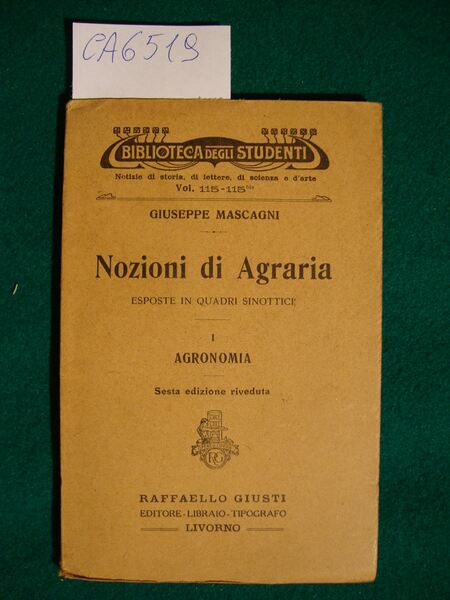 CA6519
BIBLIOTECA DEGLI STUDENTI
Notizie di storia, di lettere, di scienza e d'arte
Vol. 115-115bis
GIUSEPPE MASCAGNI
Nozioni di Agraria
ESPOSTE IN QUADRI SINOTTICI
I
AGRONOMIA
Sesta edizione riveduta
RG
RAFFAELLO GIUSTI
EDITORE-LIBRAIO-TIPOGRAFO
LIVORNO